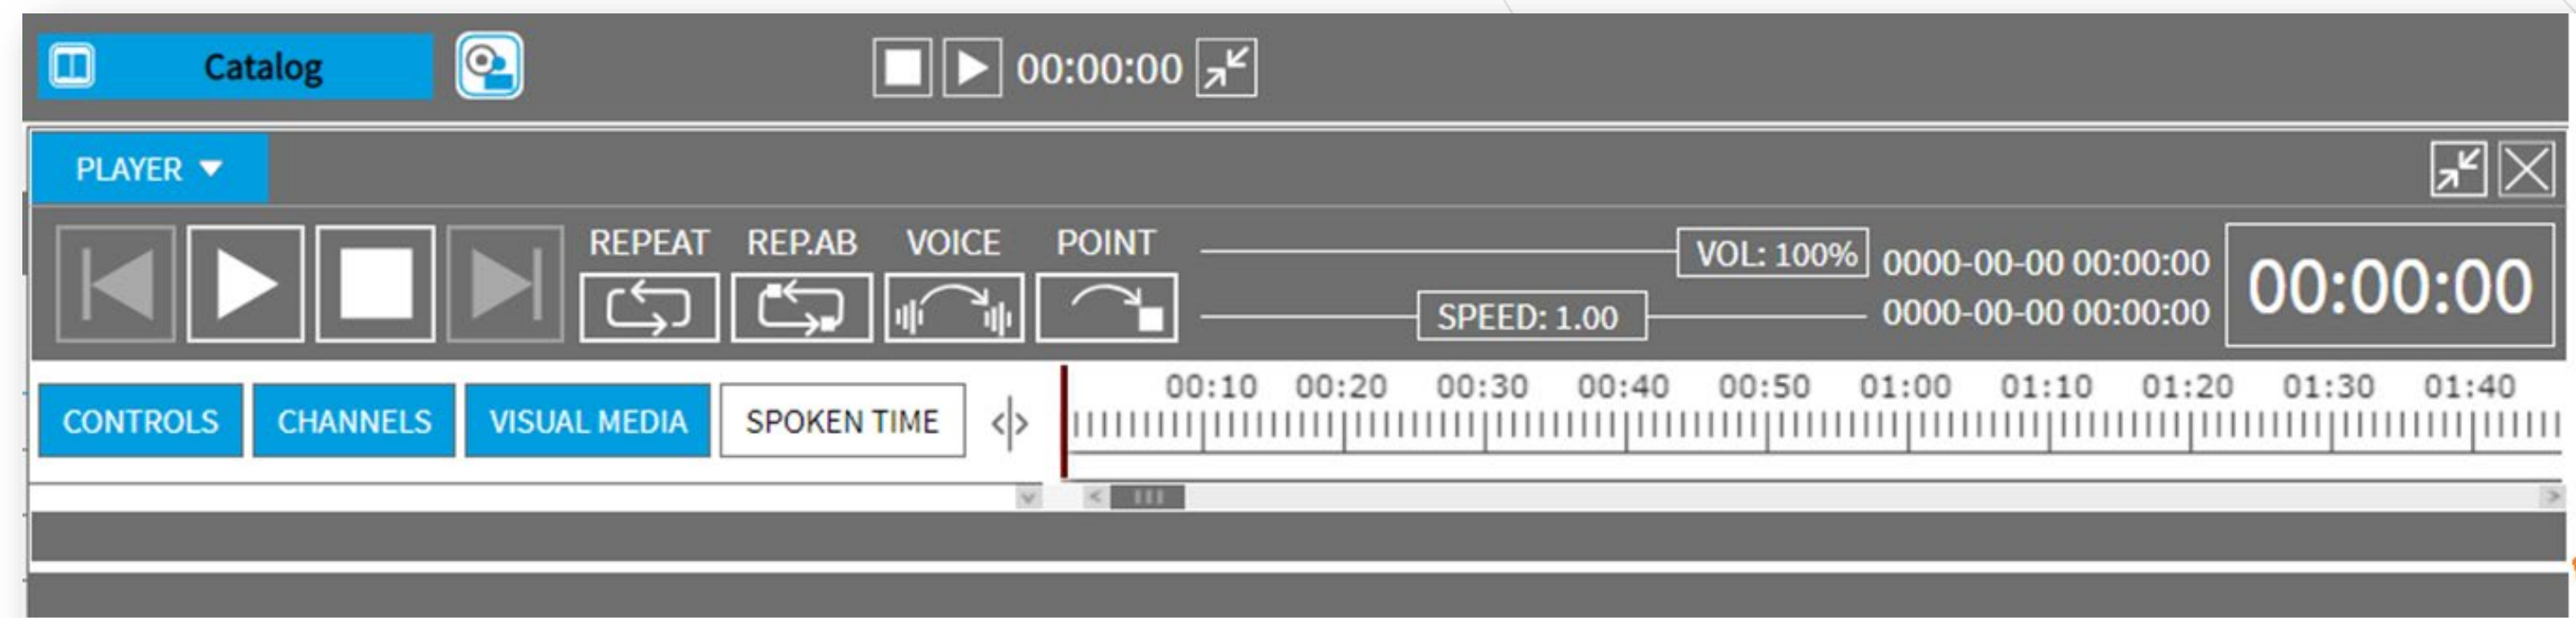 Catalog 00:00:00
PLAYER
REPEAT REP.AB VOICE POINT
VOL: 100% 0000-00-00 00:00:00
00:00:00
SPEED: 1.00 0000-00-00 00:00:00
CONTROLS CHANNELS VISUAL MEDIA SPOKEN TIME
00:10 00:20 00:30 00:40 00:50 01:00 01:10 01:20 01:30 01:40